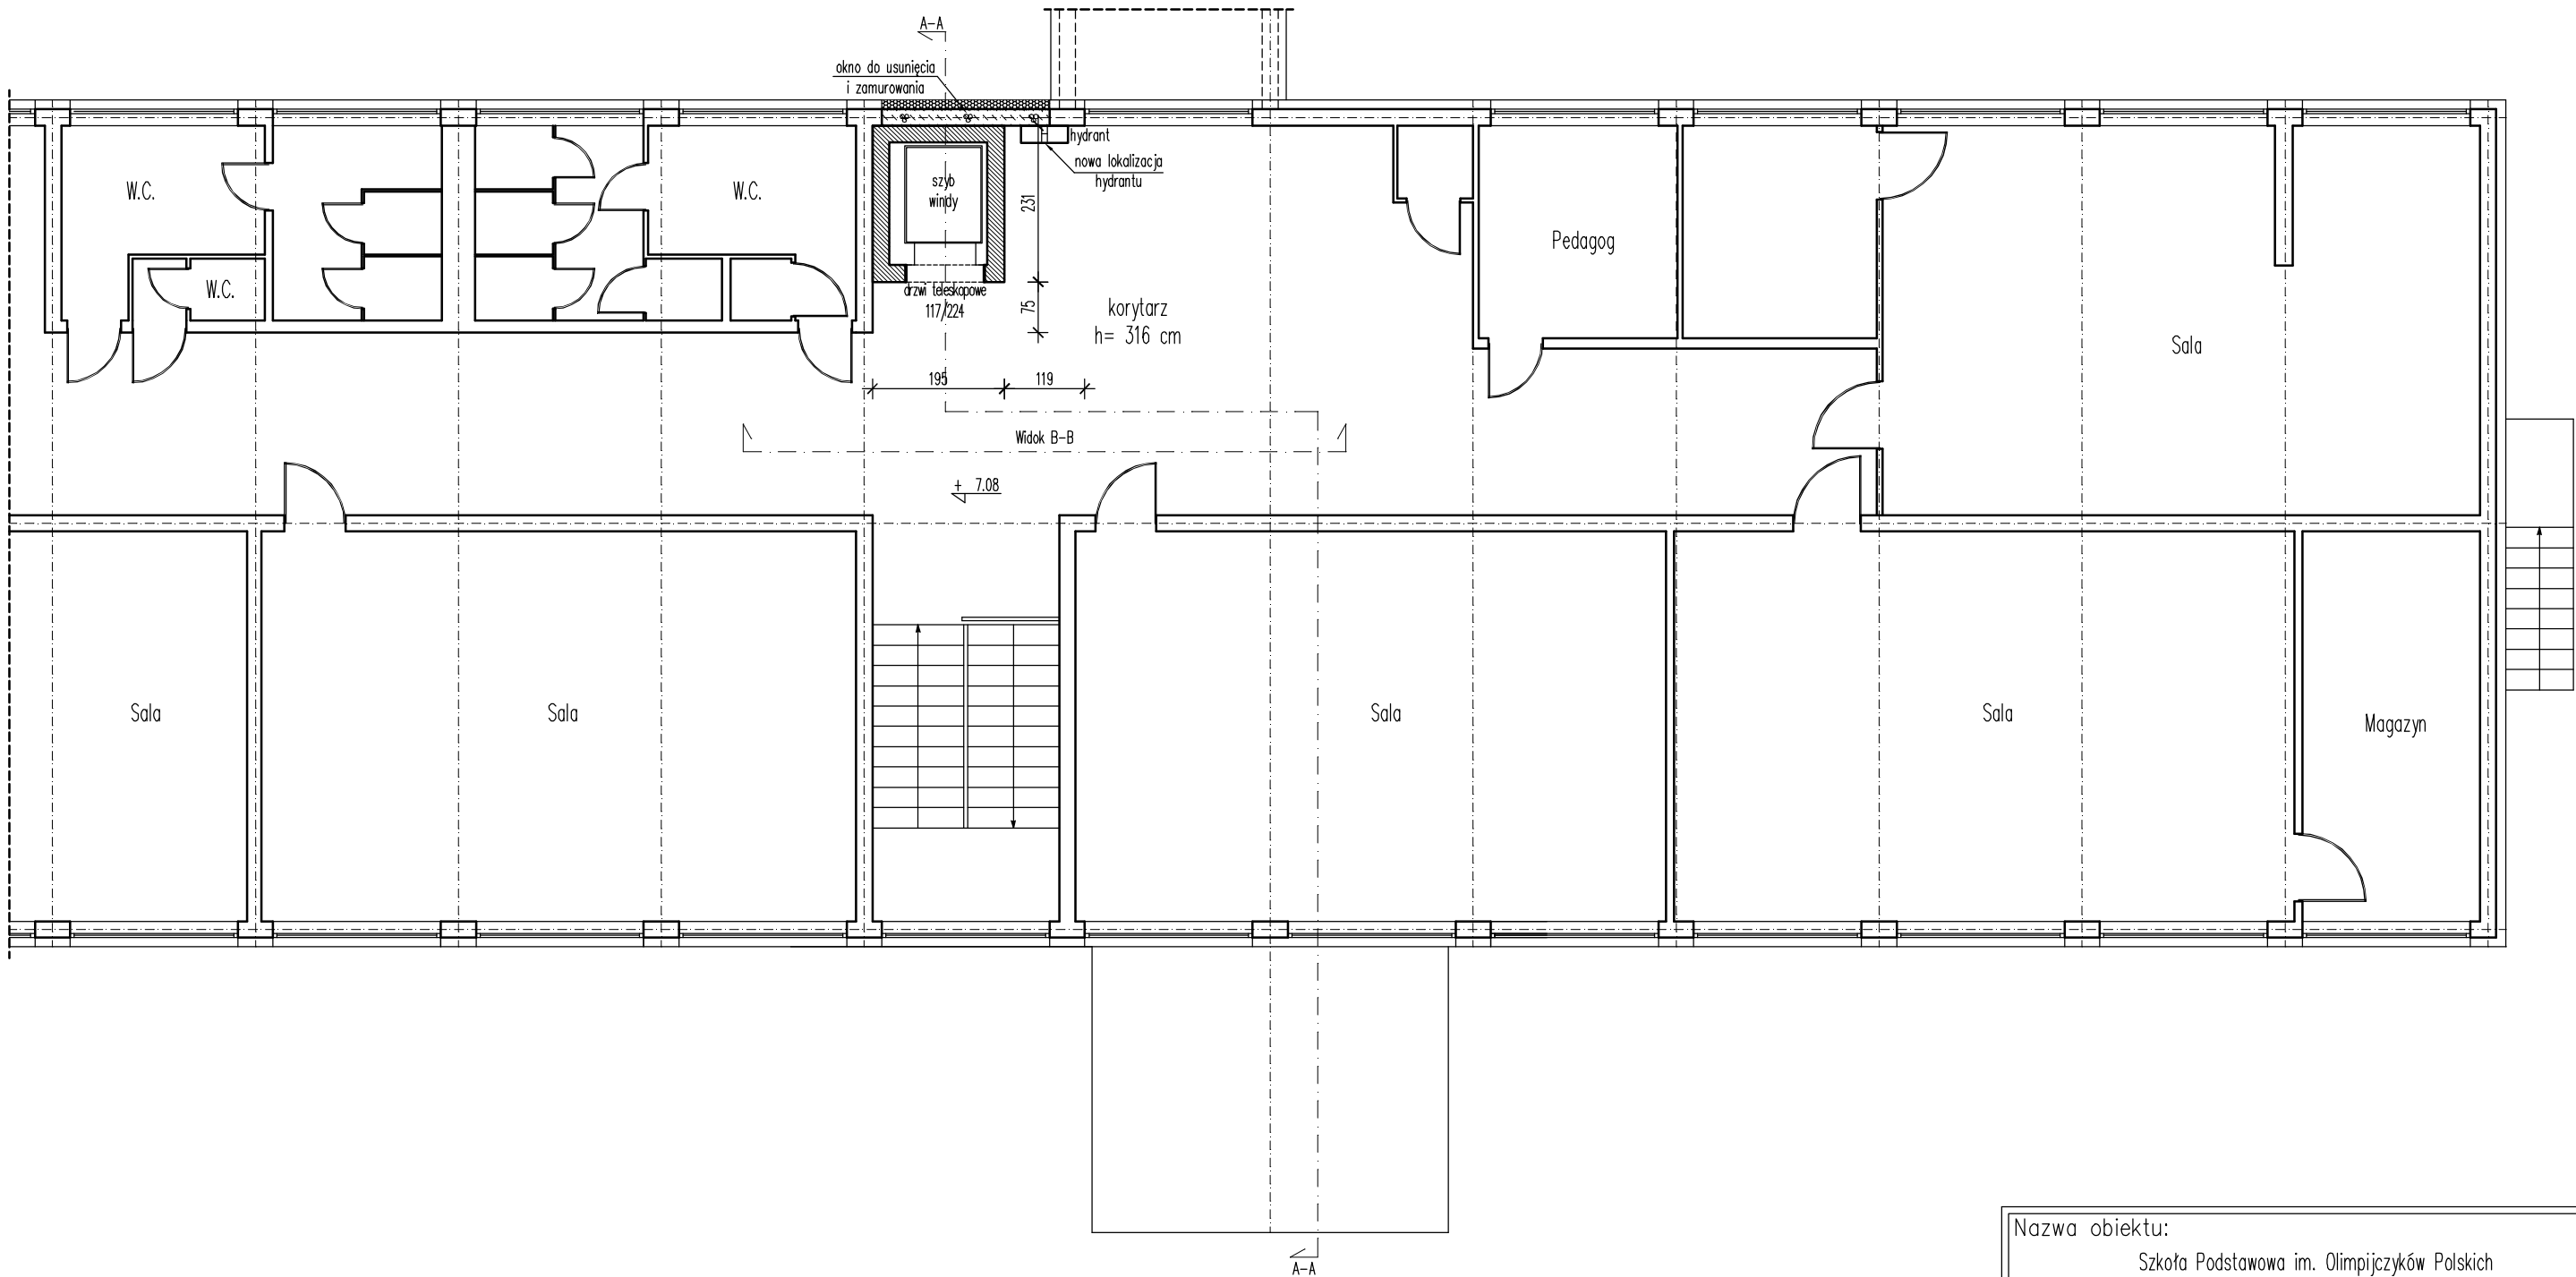 A-A
okno do usunięcia
i zamurowania
hydrant
nowa lokalizacja
hydrantu
W.C.
W.C.
szyb
windy
231
W.C.
drzwi teleskopowe
117/224
75
korytarz
h= 316 cm
Pedagog
Sala
195
119
Widok B-B
+ 7.08
Sala
Sala
Sala
Sala
Magazyn
A-A
Nazwa obiektu:
Szkoła Podstawowa im. Olimpijczyków Polskich